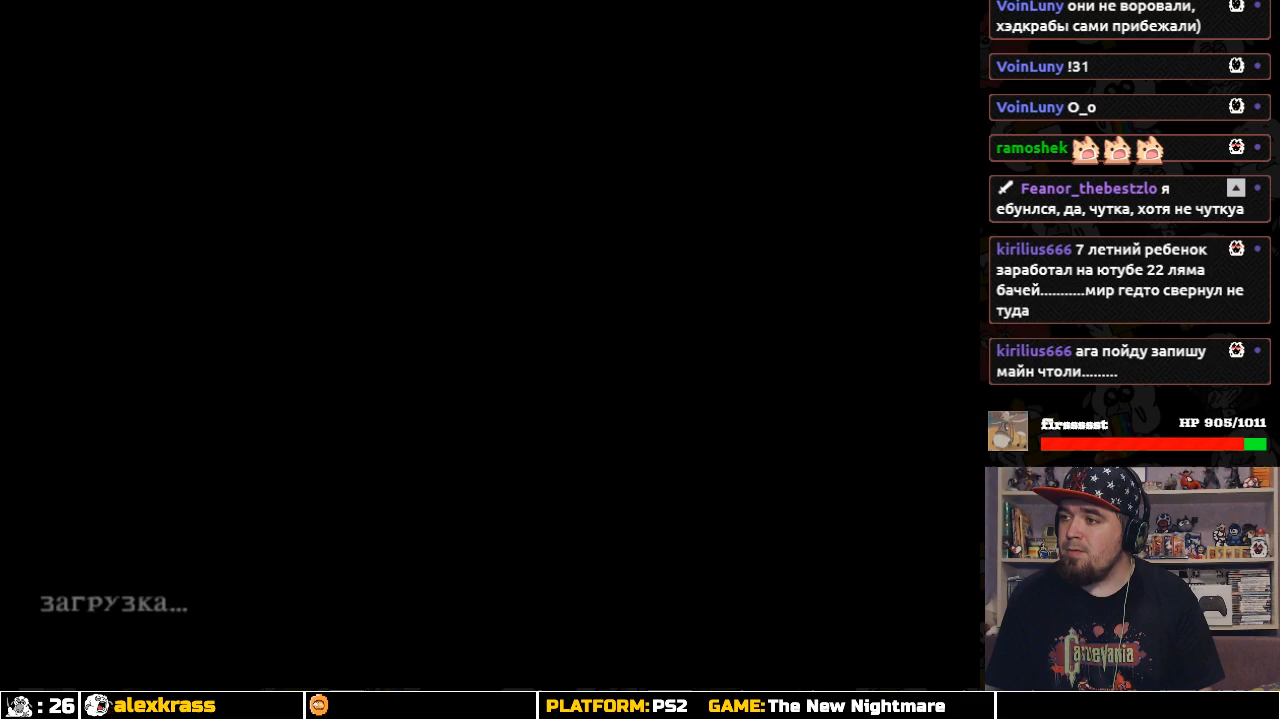 VoinLuny они не воровали,
хэдкрабы сами прибежали)
VoinLuny !31
VoinLuny O_o
ramoshek
Feanor_thebestzlo я
ебунлся, да, чутка, хотя не чуткуа
kirilius666 7 летний ребенок
заработал на ютубе 22 ляма
бачей...........мир гедто свернул не
туда
kirilius666 ага пойду запишу
майн чтоли.........
firssssst HP 905/1011
Castlevania
загрузка...
: 26 alexkrass PLATFORM: PS2 GAME: The New Nightmare